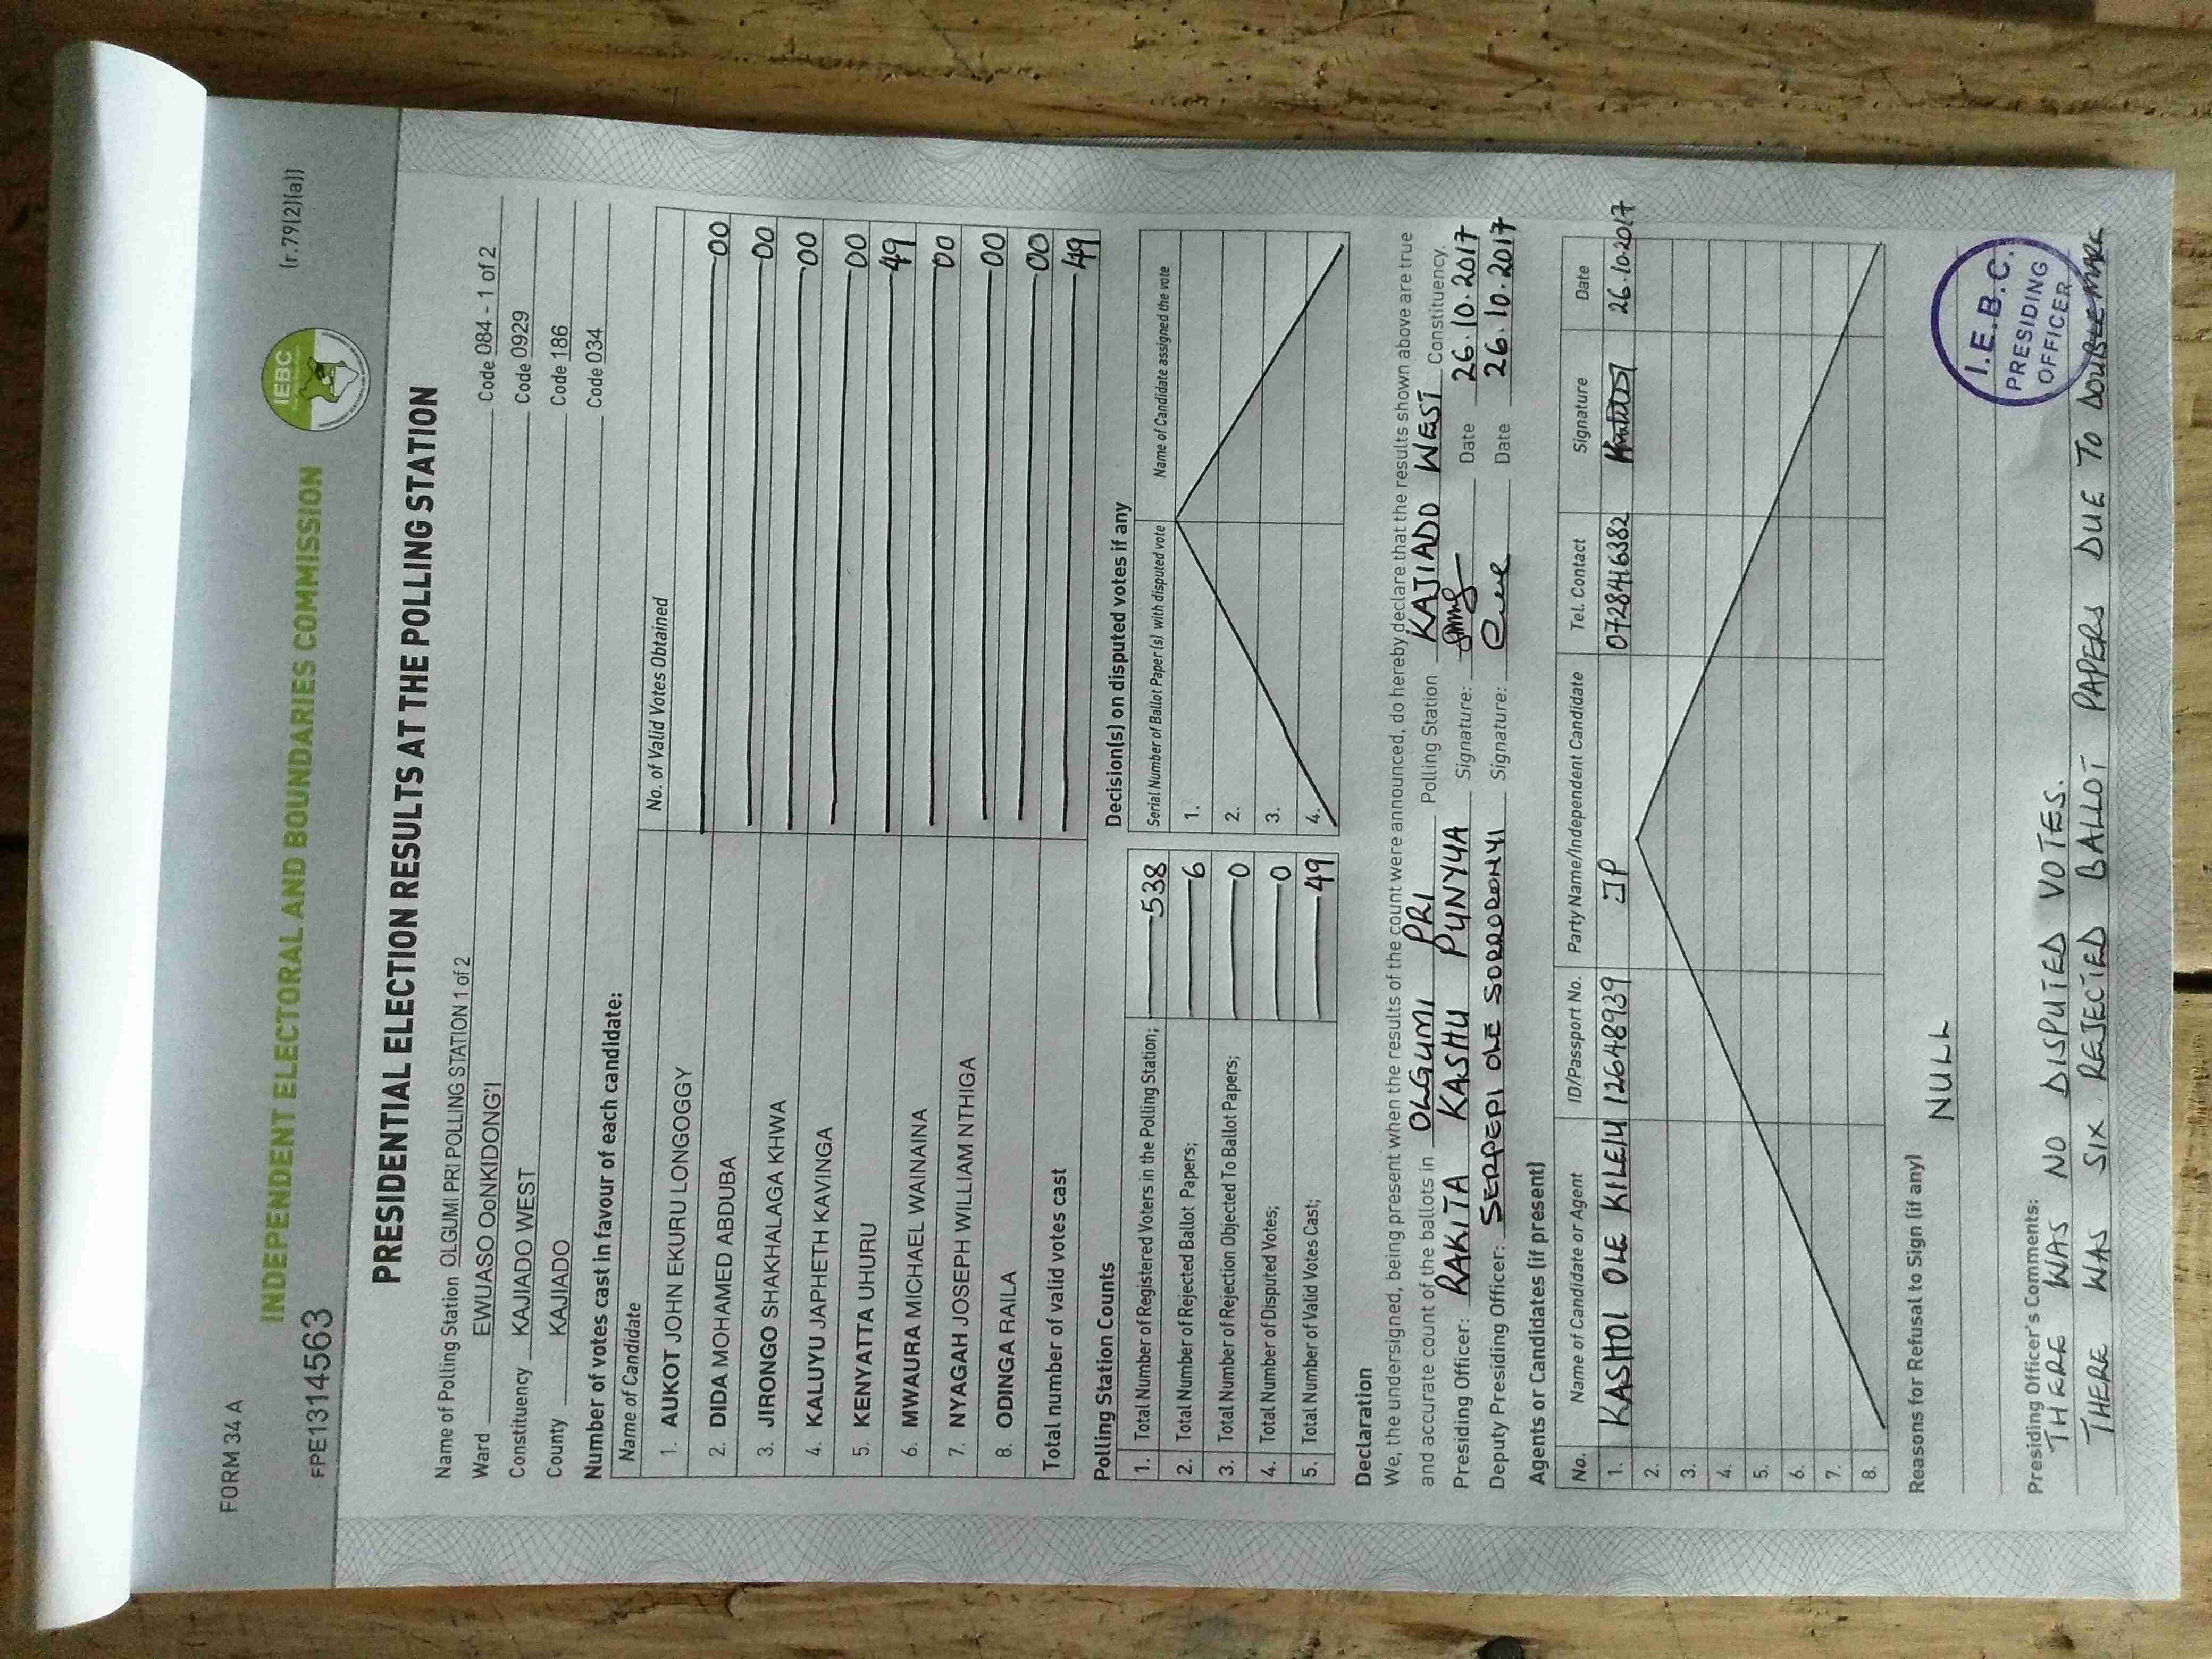 FORM 34 A
(r.79(2)(a))
FPE1314563
INDEPENDENT ELECTORAL AND BOUNDARIES COMMISSION
IEBC
PRESIDENTIAL ELECTION RESULTS AT THE POLLING STATION
Name of Polling Station OLGUMI PRI POLLING STATION 1 of 2 Code 084 - 1 of 2
Ward EWUASO OoNKIDONG'I Code 0929
Constituency KAJIADO WEST Code 186
County KAJIADO Code 034
Number of votes cast in favour of each candidate:
Name of Candidate No. of Valid Votes Obtained
1. AUKOT JOHN EKURU LONGOGGY 00
2. DIDA MOHAMED ABDUBA 00
3. JIRONGO SHAKHALAGA KHWA 00
4. KALUYU JAPHETH KAVINGA 00
5. KENYATTA UHURU 49
6. MWAURA MICHAEL WAINAINA 00
7. NYAGAH JOSEPH WILLIAM NTHIGA 00
8. ODINGA RAILA 00
Total number of valid votes cast 49
Polling Station Counts
1. Total Number of Registered Voters in the Polling Station; 538
2. Total Number of Rejected Ballot Papers; 6
3. Total Number of Rejection Objected To Ballot Papers; 0
4. Total Number of Disputed Votes; 0
5. Total Number of Valid Votes Cast; 49
Decision(s) on disputed votes if any
Serial Number of Ballot Paper (s) with disputed vote Name of Candidate assigned the vote
1.
2.
3.
4.
Declaration
We, the undersigned, being present when the results of the count were announced, do hereby declare that the results shown above are true
and accurate count of the ballots in OLGUMI PRI Polling Station KAJIADO WEST Constituency.
Presiding Officer: RAKITA KASHU PUNYUA Signature: Date 26.10.2017
Deputy Presiding Officer: SERPEPI OLE SORRODONYI Signature: Date 26.10.2017
Agents or Candidates (if present)
No. Name of Candidate or Agent ID/Passport No. Party Name/Independent Candidate Tel. Contact Signature Date
1. KASHOI OLE KILELU 12648939 JP 0728416382 26.10.2017
2.
3.
4.
5.
6.
7.
8.
Reasons for Refusal to Sign (if any)
NULL
Presiding Officer's Comments:
THERE WAS NO DISPUTED VOTES.
THERE WAS SIX REJECTED BALLOT PAPERS DUE TO DOUBLE MARK
I.E.B.C.
PRESIDING
OFFICER